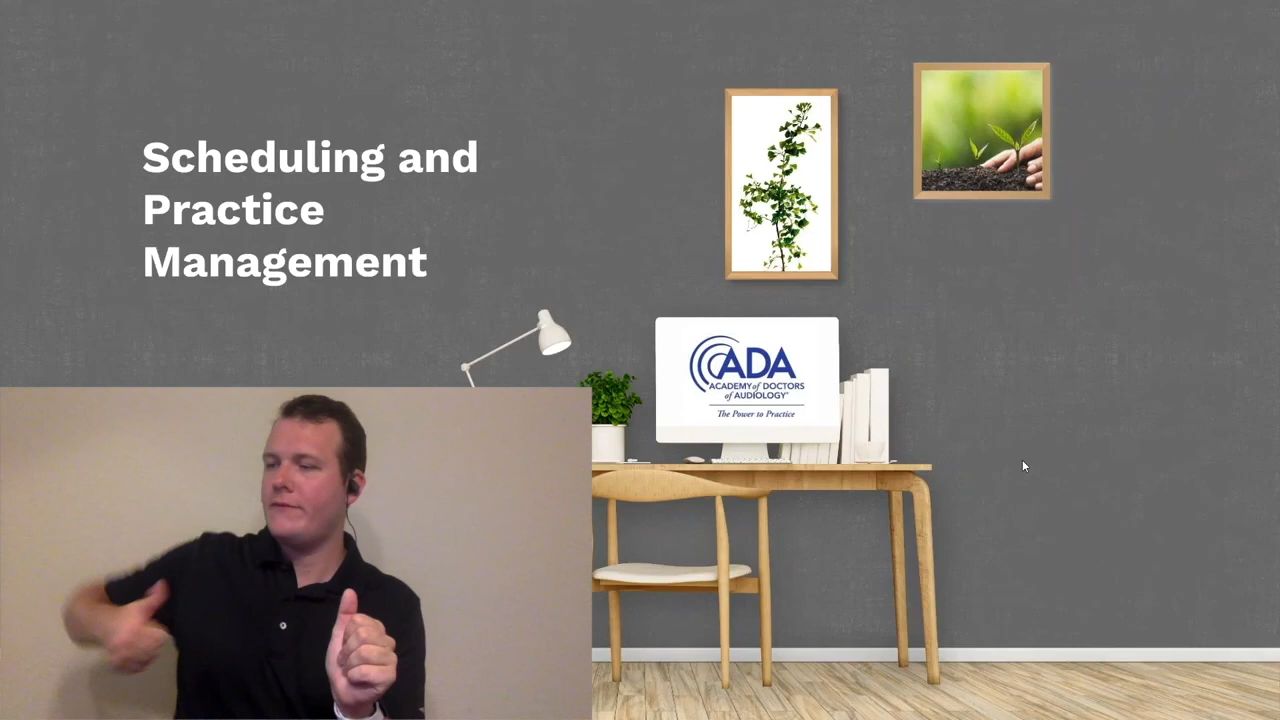 Scheduling and
Practice
Management
ADA
ACADEMY of DOCTORS
of AUDIOLOGY
The Power to Practice